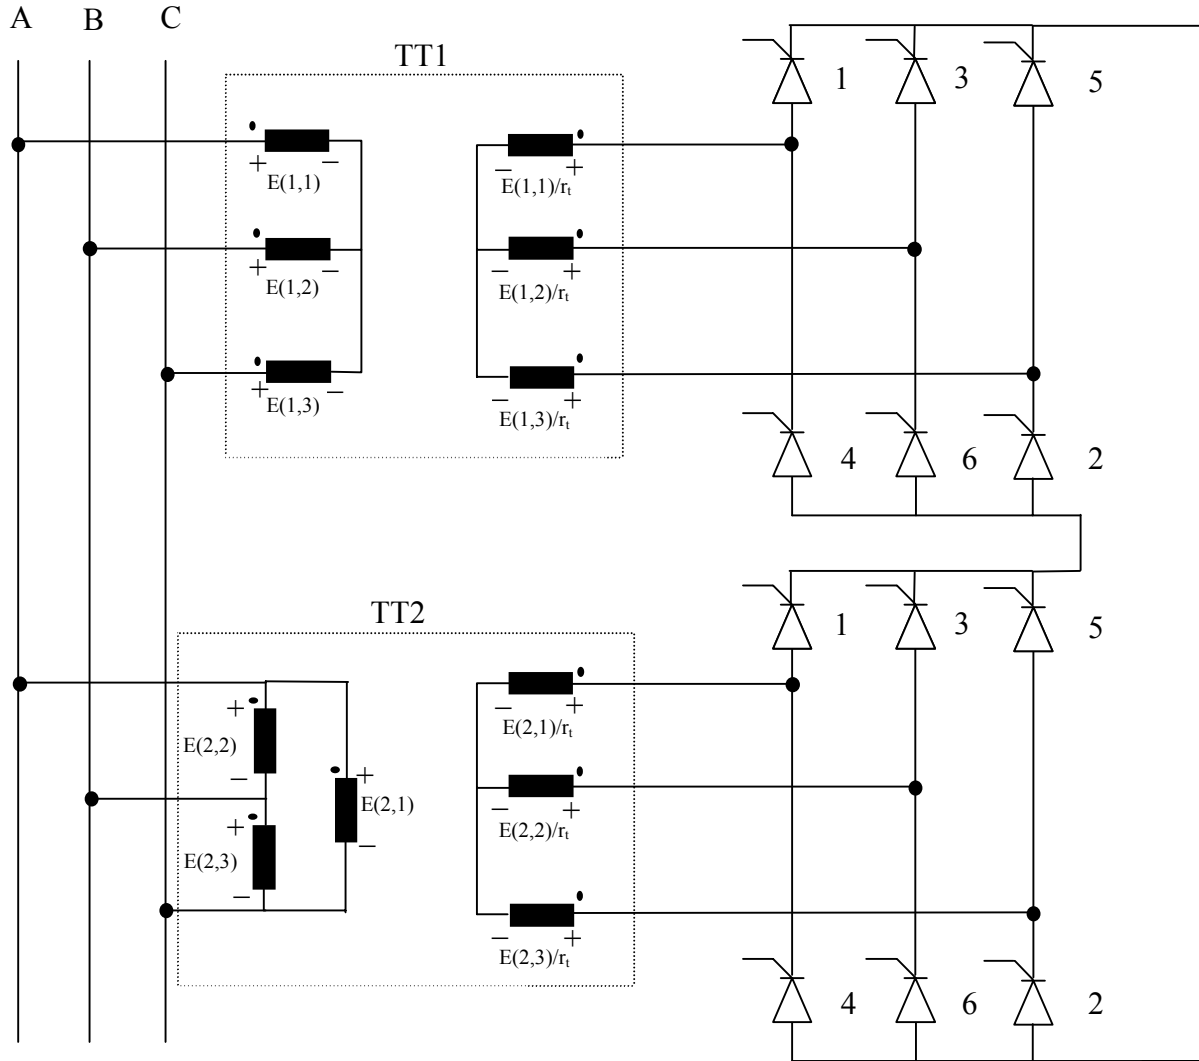 A B C
TT1
1 3 5
+ −
E(1,1)
− +
E(1,1)/rₜ
+ −
E(1,2)
− +
E(1,2)/rₜ
+ −
E(1,3)
− +
E(1,3)/rₜ
4 6 2
TT2
1 3 5
+
E(2,2)
−
+
E(2,1)
−
+
E(2,3)
−
− +
E(2,1)/rₜ
− +
E(2,2)/rₜ
− +
E(2,3)/rₜ
4 6 2